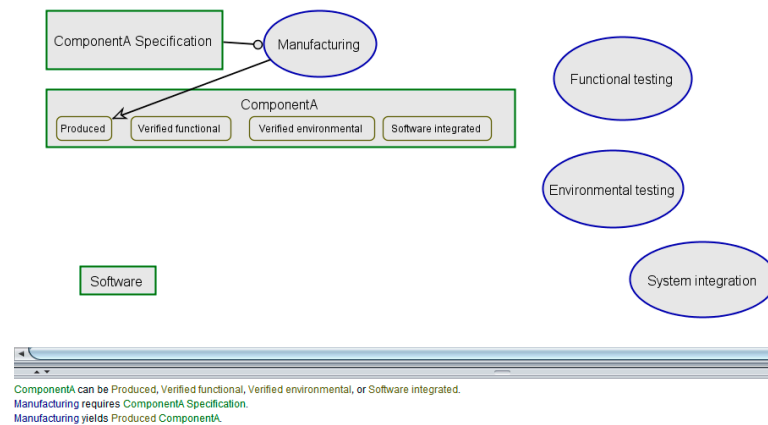 ComponentA Specification
Manufacturing
Functional testing
ComponentA
Produced
Verified functional
Verified environmental
Software integrated
Environmental testing
Software
System integration
ComponentA can be Produced, Verified functional, Verified environmental, or Software integrated.
Manufacturing requires ComponentA Specification.
Manufacturing yields Produced ComponentA.